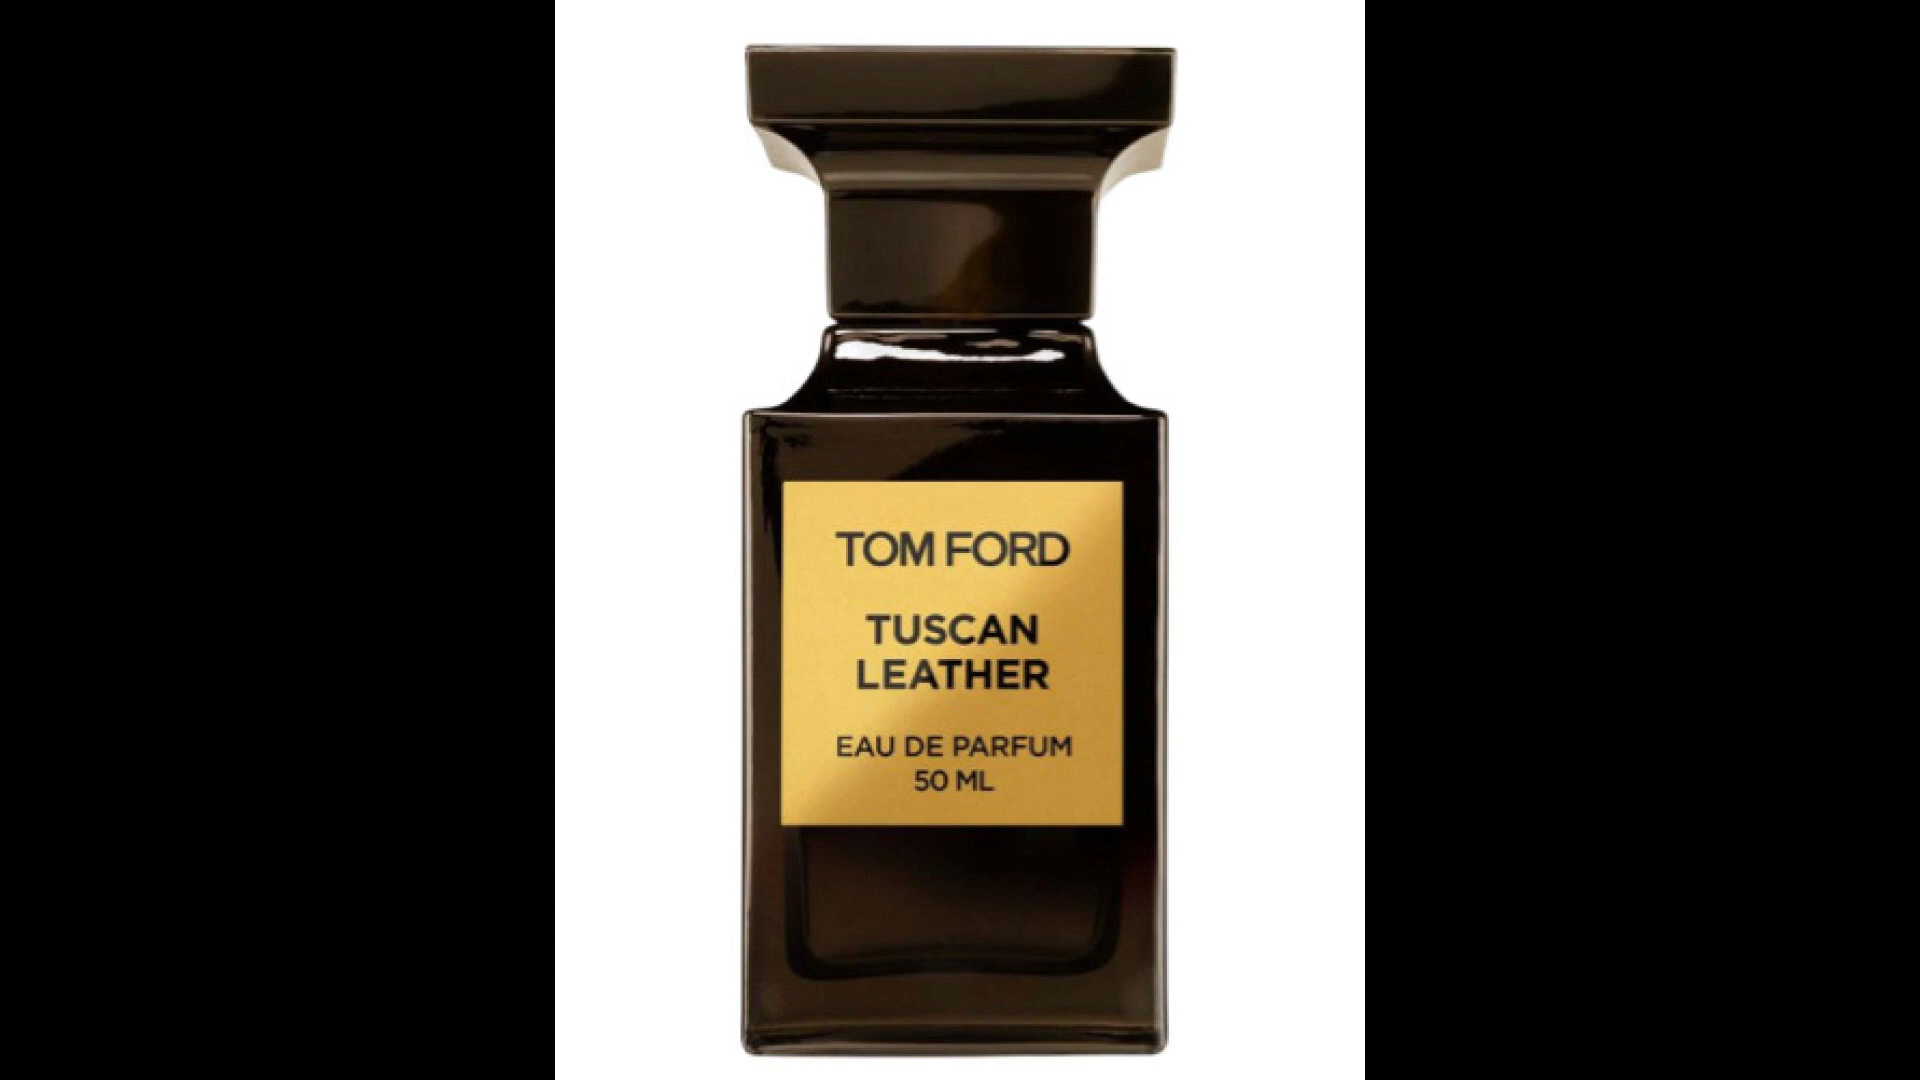 TOM FORD
TUSCAN
LEATHER
EAU DE PARFUM
50 ML